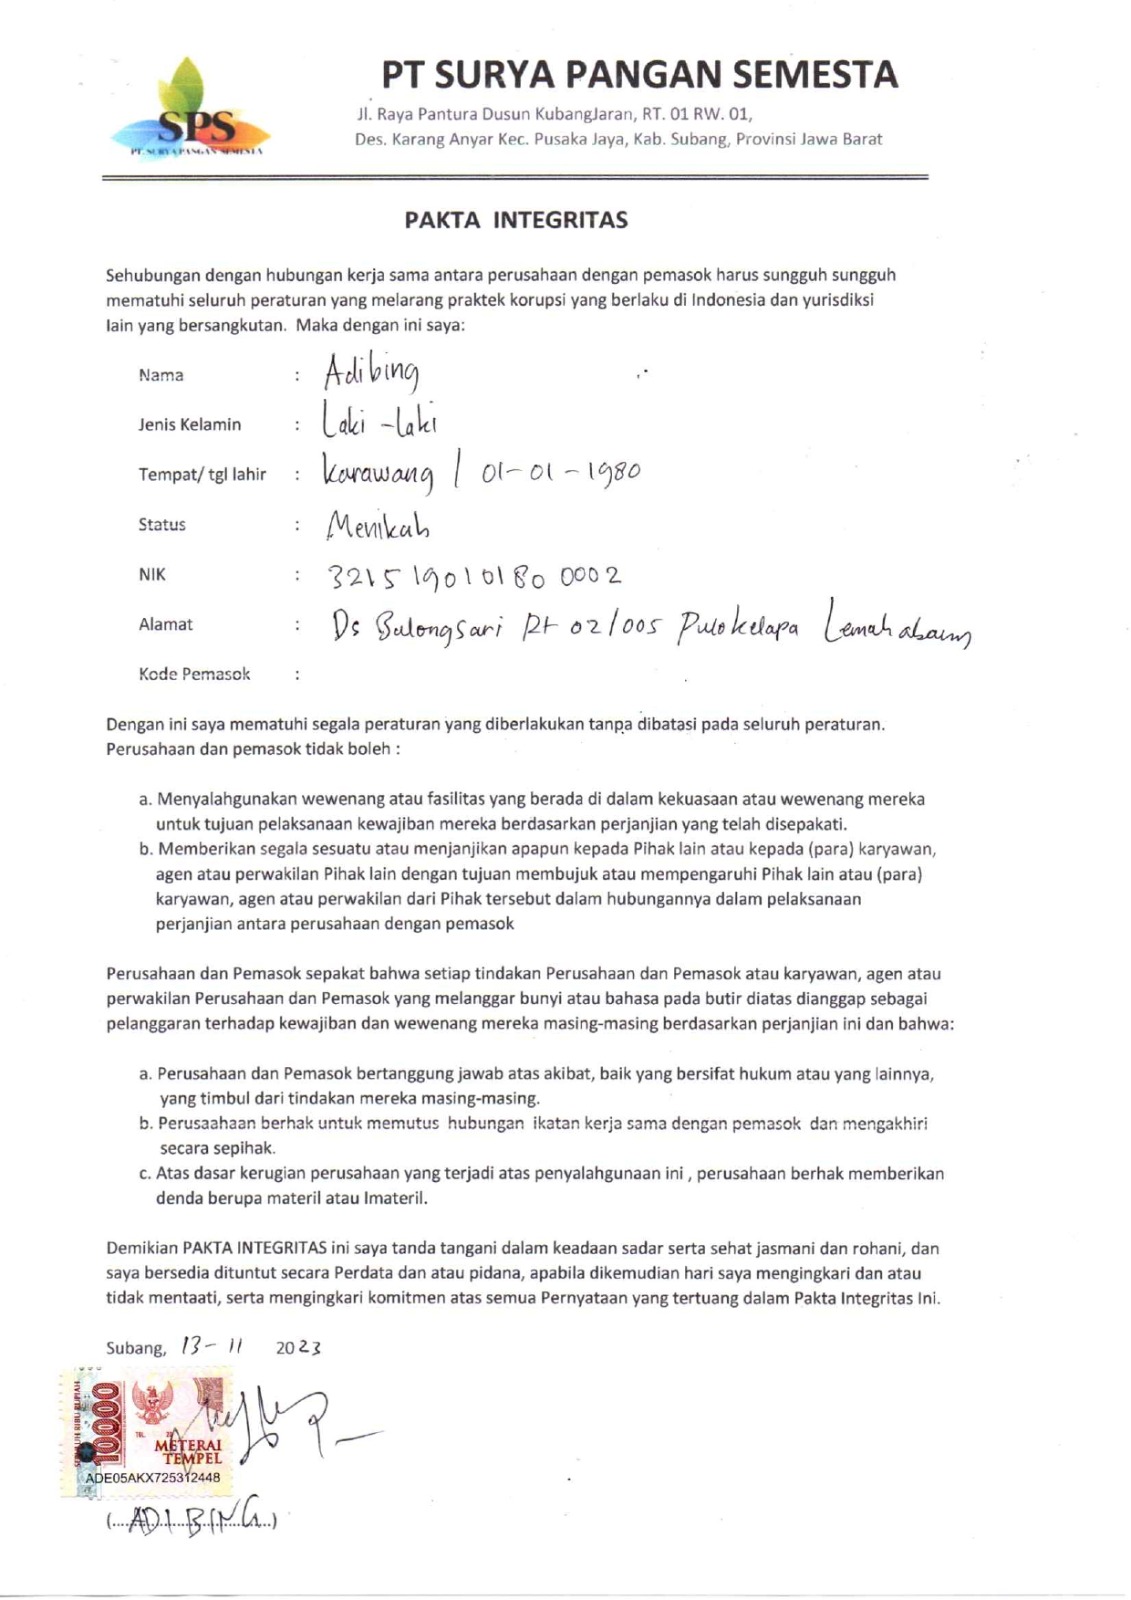 SPS
PT. SURYA PANGAN SEMESTA
PT SURYA PANGAN SEMESTA
Jl. Raya Pantura Dusun KubangJaran, RT. 01 RW. 01,
Des. Karang Anyar Kec. Pusaka Jaya, Kab. Subang, Provinsi Jawa Barat
PAKTA INTEGRITAS
Sehubungan dengan hubungan kerja sama antara perusahaan dengan pemasok harus sungguh sungguh
mematuhi seluruh peraturan yang melarang praktek korupsi yang berlaku di Indonesia dan yurisdiksi
lain yang bersangkutan. Maka dengan ini saya:
Nama : Adibing
Jenis Kelamin : Laki-laki
Tempat/ tgl lahir : Karawang / 01-01-1980
Status : Menikah
NIK : 3215190101800002
Alamat : Ds Bulongsari Rt 02/005 Pulokelapa Lemahabang
Kode Pemasok :
Dengan ini saya mematuhi segala peraturan yang diberlakukan tanpa dibatasi pada seluruh peraturan.
Perusahaan dan pemasok tidak boleh :
a. Menyalahgunakan wewenang atau fasilitas yang berada di dalam kekuasaan atau wewenang mereka
untuk tujuan pelaksanaan kewajiban mereka berdasarkan perjanjian yang telah disepakati.
b. Memberikan segala sesuatu atau menjanjikan apapun kepada Pihak lain atau kepada (para) karyawan,
agen atau perwakilan Pihak lain dengan tujuan membujuk atau mempengaruhi Pihak lain atau (para)
karyawan, agen atau perwakilan dari Pihak tersebut dalam hubungannya dalam pelaksanaan
perjanjian antara perusahaan dengan pemasok
Perusahaan dan Pemasok sepakat bahwa setiap tindakan Perusahaan dan Pemasok atau karyawan, agen atau
perwakilan Perusahaan dan Pemasok yang melanggar bunyi atau bahasa pada butir diatas dianggap sebagai
pelanggaran terhadap kewajiban dan wewenang mereka masing-masing berdasarkan perjanjian ini dan bahwa:
a. Perusahaan dan Pemasok bertanggung jawab atas akibat, baik yang bersifat hukum atau yang lainnya,
yang timbul dari tindakan mereka masing-masing.
b. Perusaahaan berhak untuk memutus hubungan ikatan kerja sama dengan pemasok dan mengakhiri
secara sepihak.
c. Atas dasar kerugian perusahaan yang terjadi atas penyalahgunaan ini , perusahaan berhak memberikan
denda berupa materil atau Imateril.
Demikian PAKTA INTEGRITAS ini saya tanda tangani dalam keadaan sadar serta sehat jasmani dan rohani, dan
saya bersedia dituntut secara Perdata dan atau pidana, apabila dikemudian hari saya mengingkari dan atau
tidak mentaati, serta mengingkari komitmen atas semua Pernyataan yang tertuang dalam Pakta Integritas Ini.
Subang, 13-11 2023
10000
METERAI
TEMPEL
ADE05AKX725312448
(....ADI BING...)